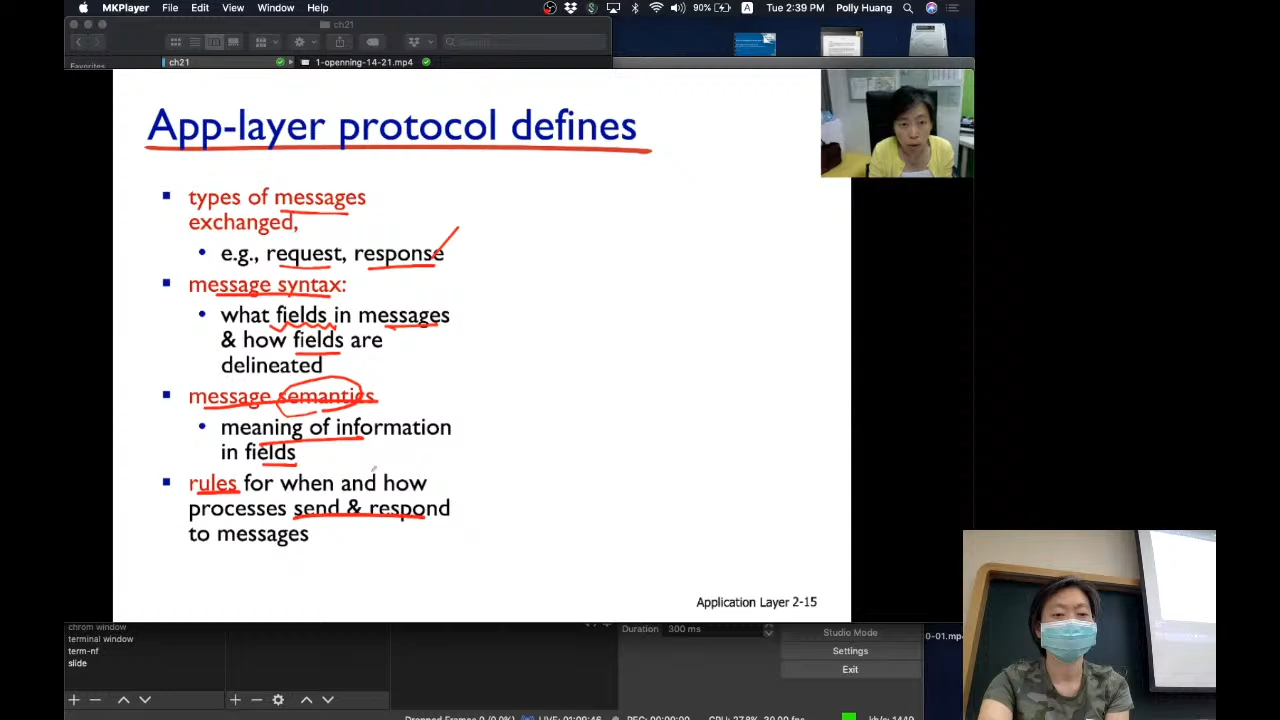 MKPlayer File Edit View Window Help
90% A Tue 2:39 PM Polly Huang
ch21
Search
Favorites
ch21 1-openning-14-21.mp4
App-layer protocol defines
types of messages
exchanged,
e.g., request, response
message syntax:
what fields in messages
& how fields are
delineated
message semantics
meaning of information
in fields
rules for when and how
processes send & respond
to messages
Application Layer 2-15
chrom window
terminal window
term-nf
slide
Duration 300 ms
Studio Mode
Settings
Exit